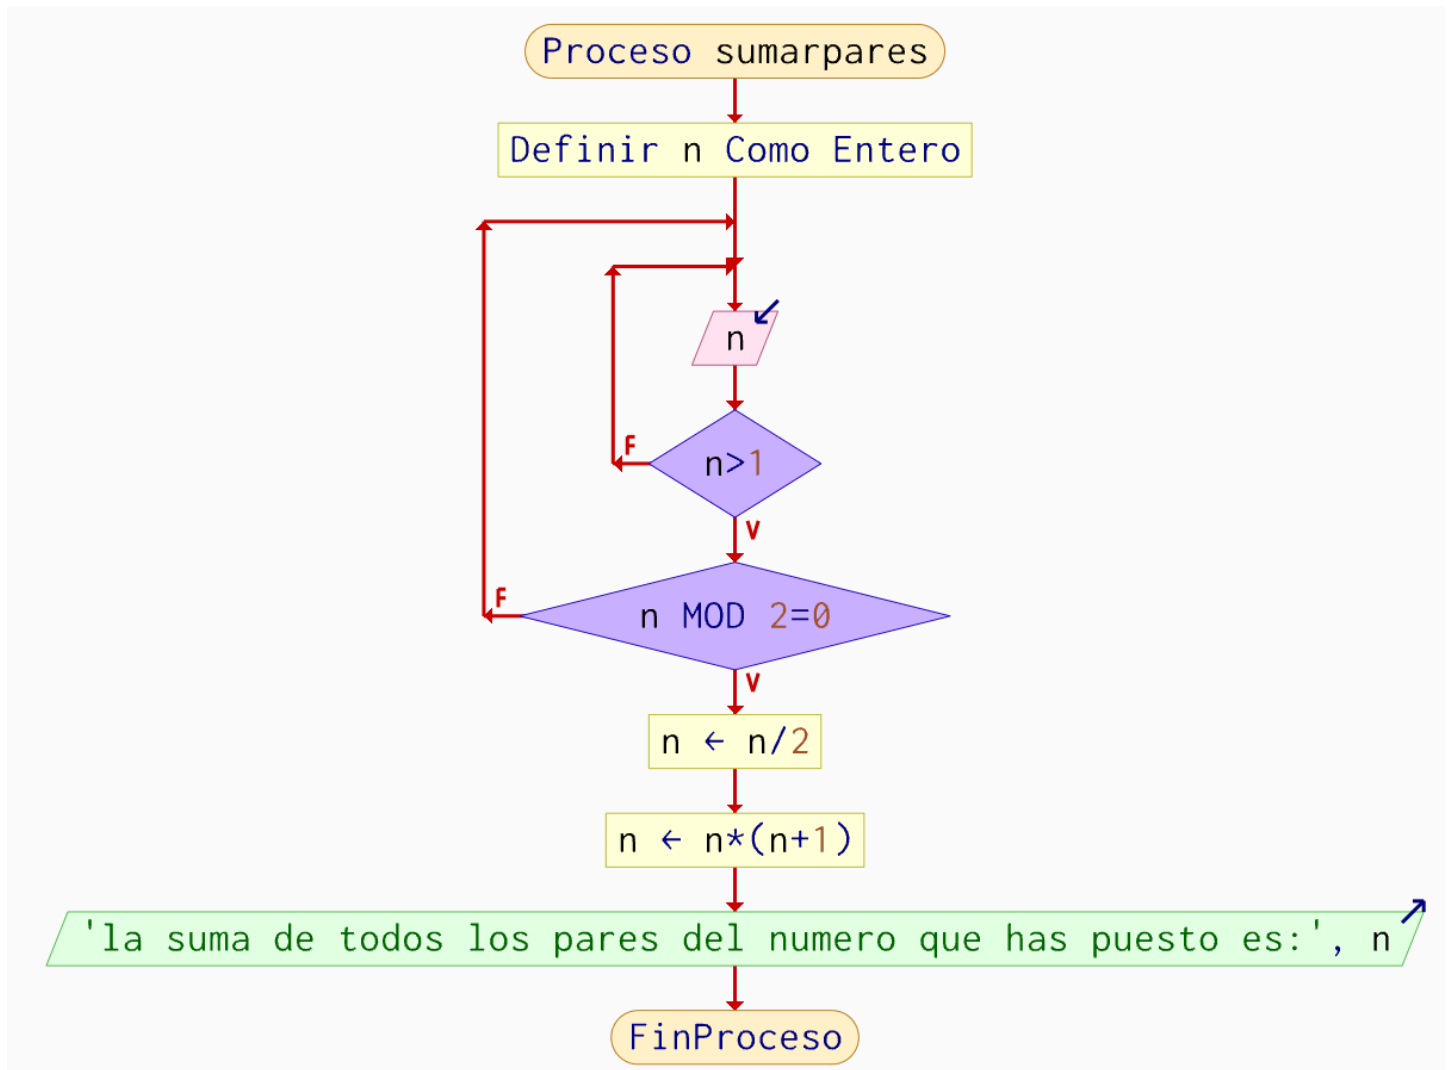 Proceso sumarpares
Definir n Como Entero
n
F
n>1
V
F
n MOD 2=0
V
n ← n/2
n ← n*(n+1)
'la suma de todos los pares del numero que has puesto es:', n
FinProceso